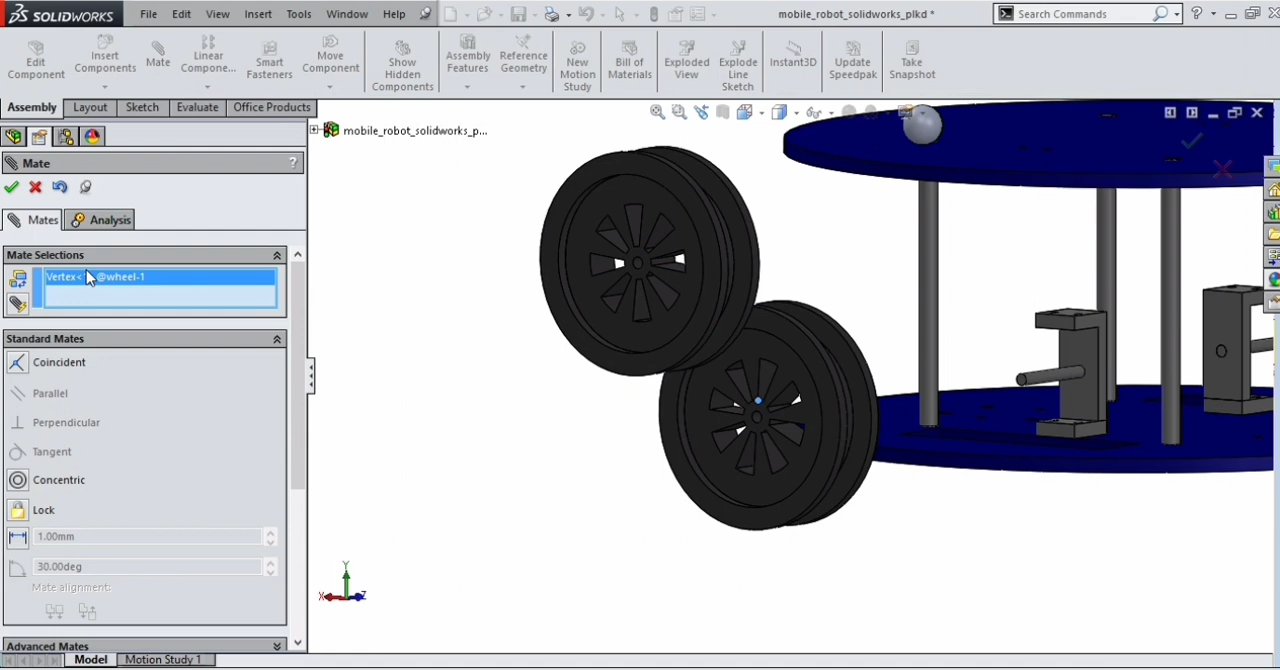 SOLIDWORKS File Edit View Insert Tools Window Help mobile_robot_solidworks_plkd * Search Commands ?
Edit Component
Insert Components
Mate
Linear Compone...
Smart Fasteners
Move Component
Show Hidden Components
Assembly Features
Reference Geometry
New Motion Study
Bill of Materials
Exploded View
Explode Line Sketch
Instant3D
Update Speedpak
Take Snapshot
Assembly Layout Sketch Evaluate Office Products
mobile_robot_solidworks_p...
Mate ?
Mates Analysis
Mate Selections
Vertex< @wheel-1
Standard Mates
Coincident
Parallel
Perpendicular
Tangent
Concentric
Lock
1.00mm
30.00deg
Mate alignment:
Advanced Mates
Y
X Z
Model Motion Study 1